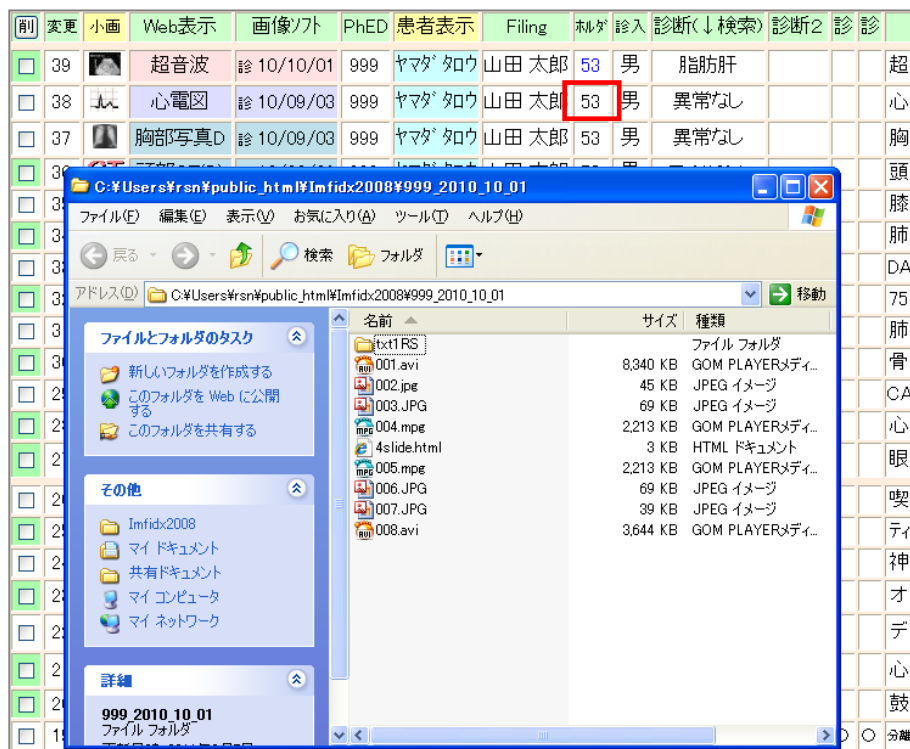 削 変更 小画 Web表示 画像ソフト PhED 患者表示 Filing ホルダ 診入 診断(↓検索) 診断2 診 診
39 超音波 診 10/10/01 999 ヤマダ タロウ 山田 太郎 53 男 脂肪肝 超
38 心電図 診 10/09/03 999 ヤマダ タロウ 山田 太郎 53 男 異常なし 心
37 胸部写真D 診 10/09/03 999 ヤマダ タロウ 山田 太郎 53 男 異常なし 胸
頭
膝
肺
DA
75
肺
骨
CA
心
眼
喫
ティ
神
オ
デ
心
鼓
○ ○ 分離
C:¥Users¥rsn¥public_html¥Imfidx2008¥999_2010_10_01
ファイル(F) 編集(E) 表示(V) お気に入り(A) ツール(T) ヘルプ(H)
戻る 検索 フォルダ
アドレス(D) C:¥Users¥rsn¥public_html¥Imfidx2008¥999_2010_10_01 移動
ファイルとフォルダのタスク
新しいフォルダを作成する
このフォルダを Web に公開
する
このフォルダを共有する
その他
Imfidx2008
マイ ドキュメント
共有ドキュメント
マイ コンピュータ
マイ ネットワーク
詳細
999_2010_10_01
ファイル フォルダ
名前 サイズ 種類
txt1RS ファイル フォルダ
001.avi 8,340 KB GOM PLAYERメディ...
002.jpg 45 KB JPEG イメージ
003.JPG 69 KB JPEG イメージ
004.mpg 2,213 KB GOM PLAYERメディ...
4slide.html 3 KB HTML ドキュメント
005.mpg 2,213 KB GOM PLAYERメディ...
006.JPG 69 KB JPEG イメージ
007.JPG 39 KB JPEG イメージ
008.avi 3,644 KB GOM PLAYERメディ...